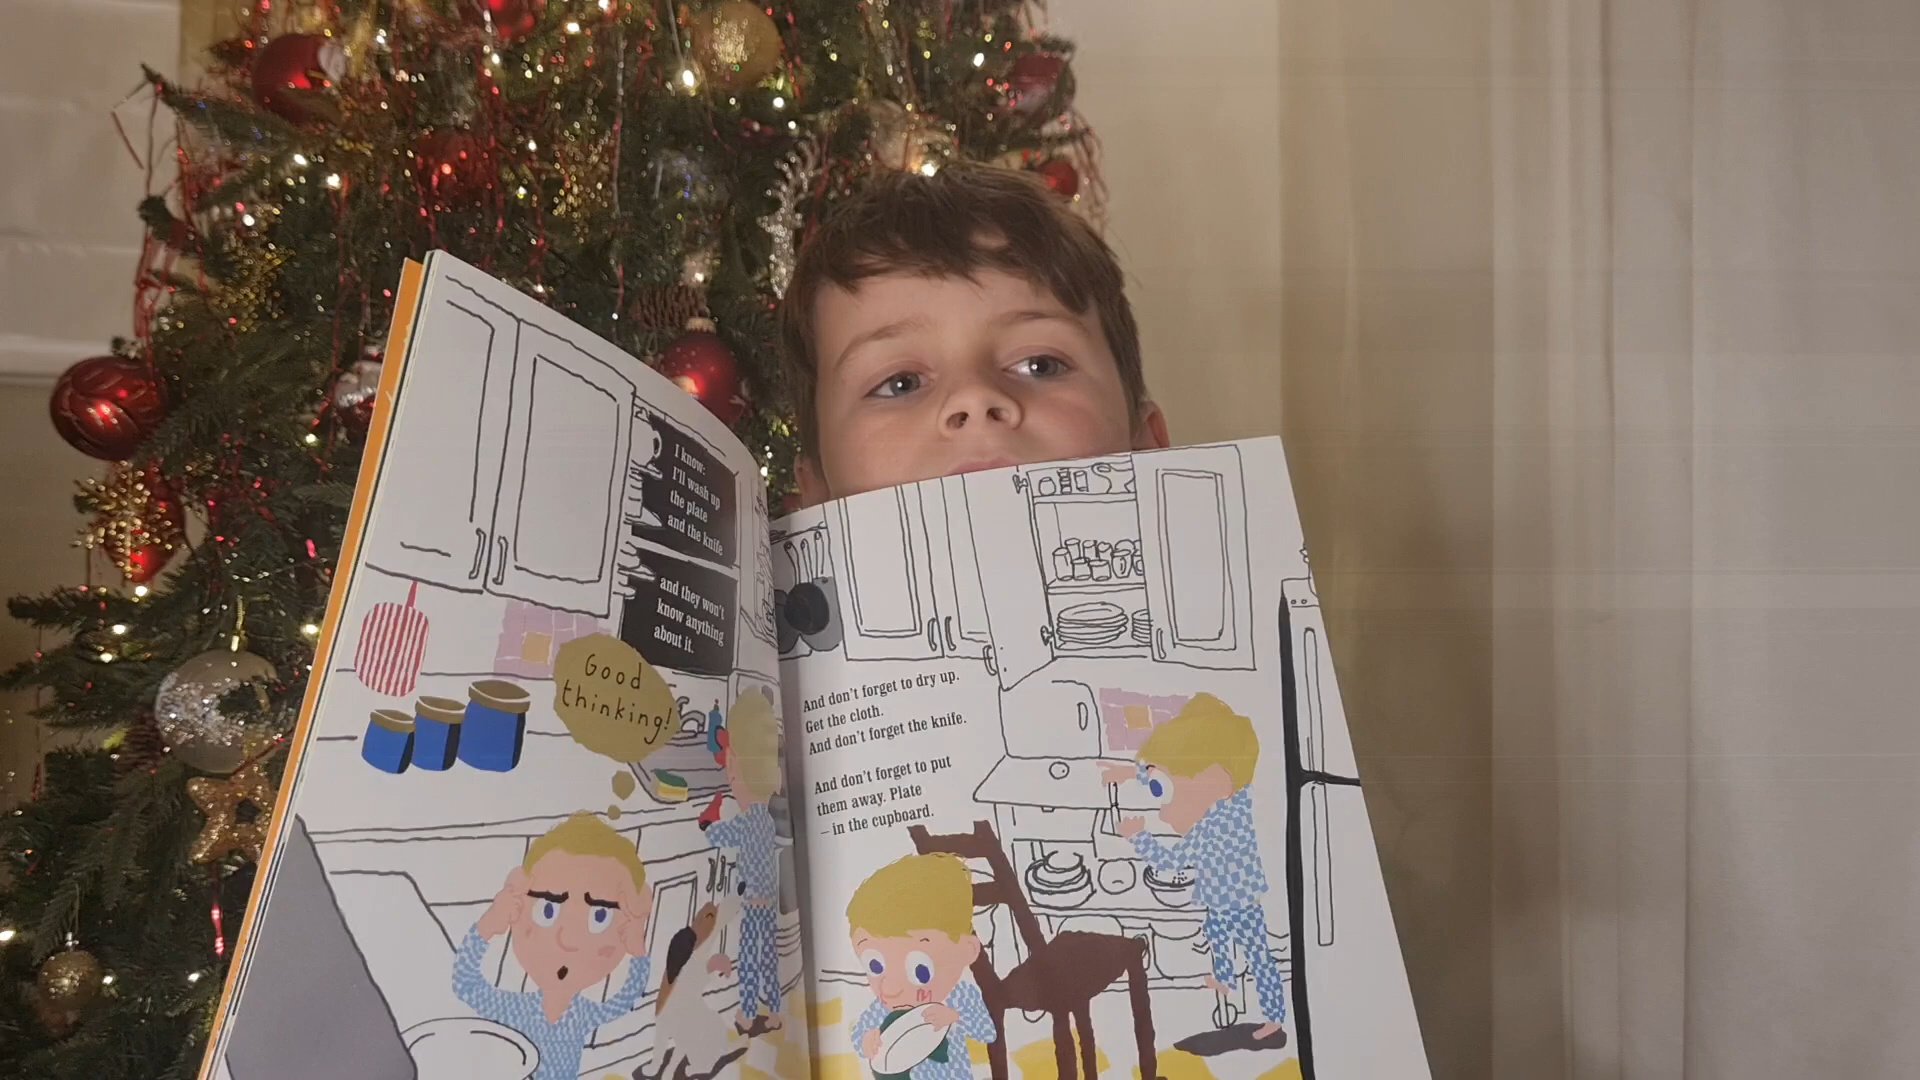 I know:
I'll wash up
the plate
and the knife
and they won't
know anything
about it.
Good
thinking!
And don't forget to dry up.
Get the cloth.
And don't forget the knife.
And don't forget to put
them away. Plate
– in the cupboard.